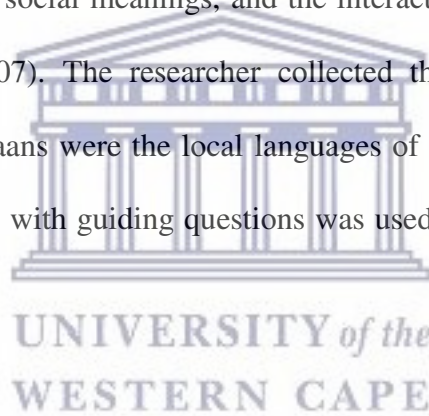 social meanings, and the interact
07). The researcher collected th
aans were the local languages of
with guiding questions was used
UNIVERSITY of the
WESTERN CAPE